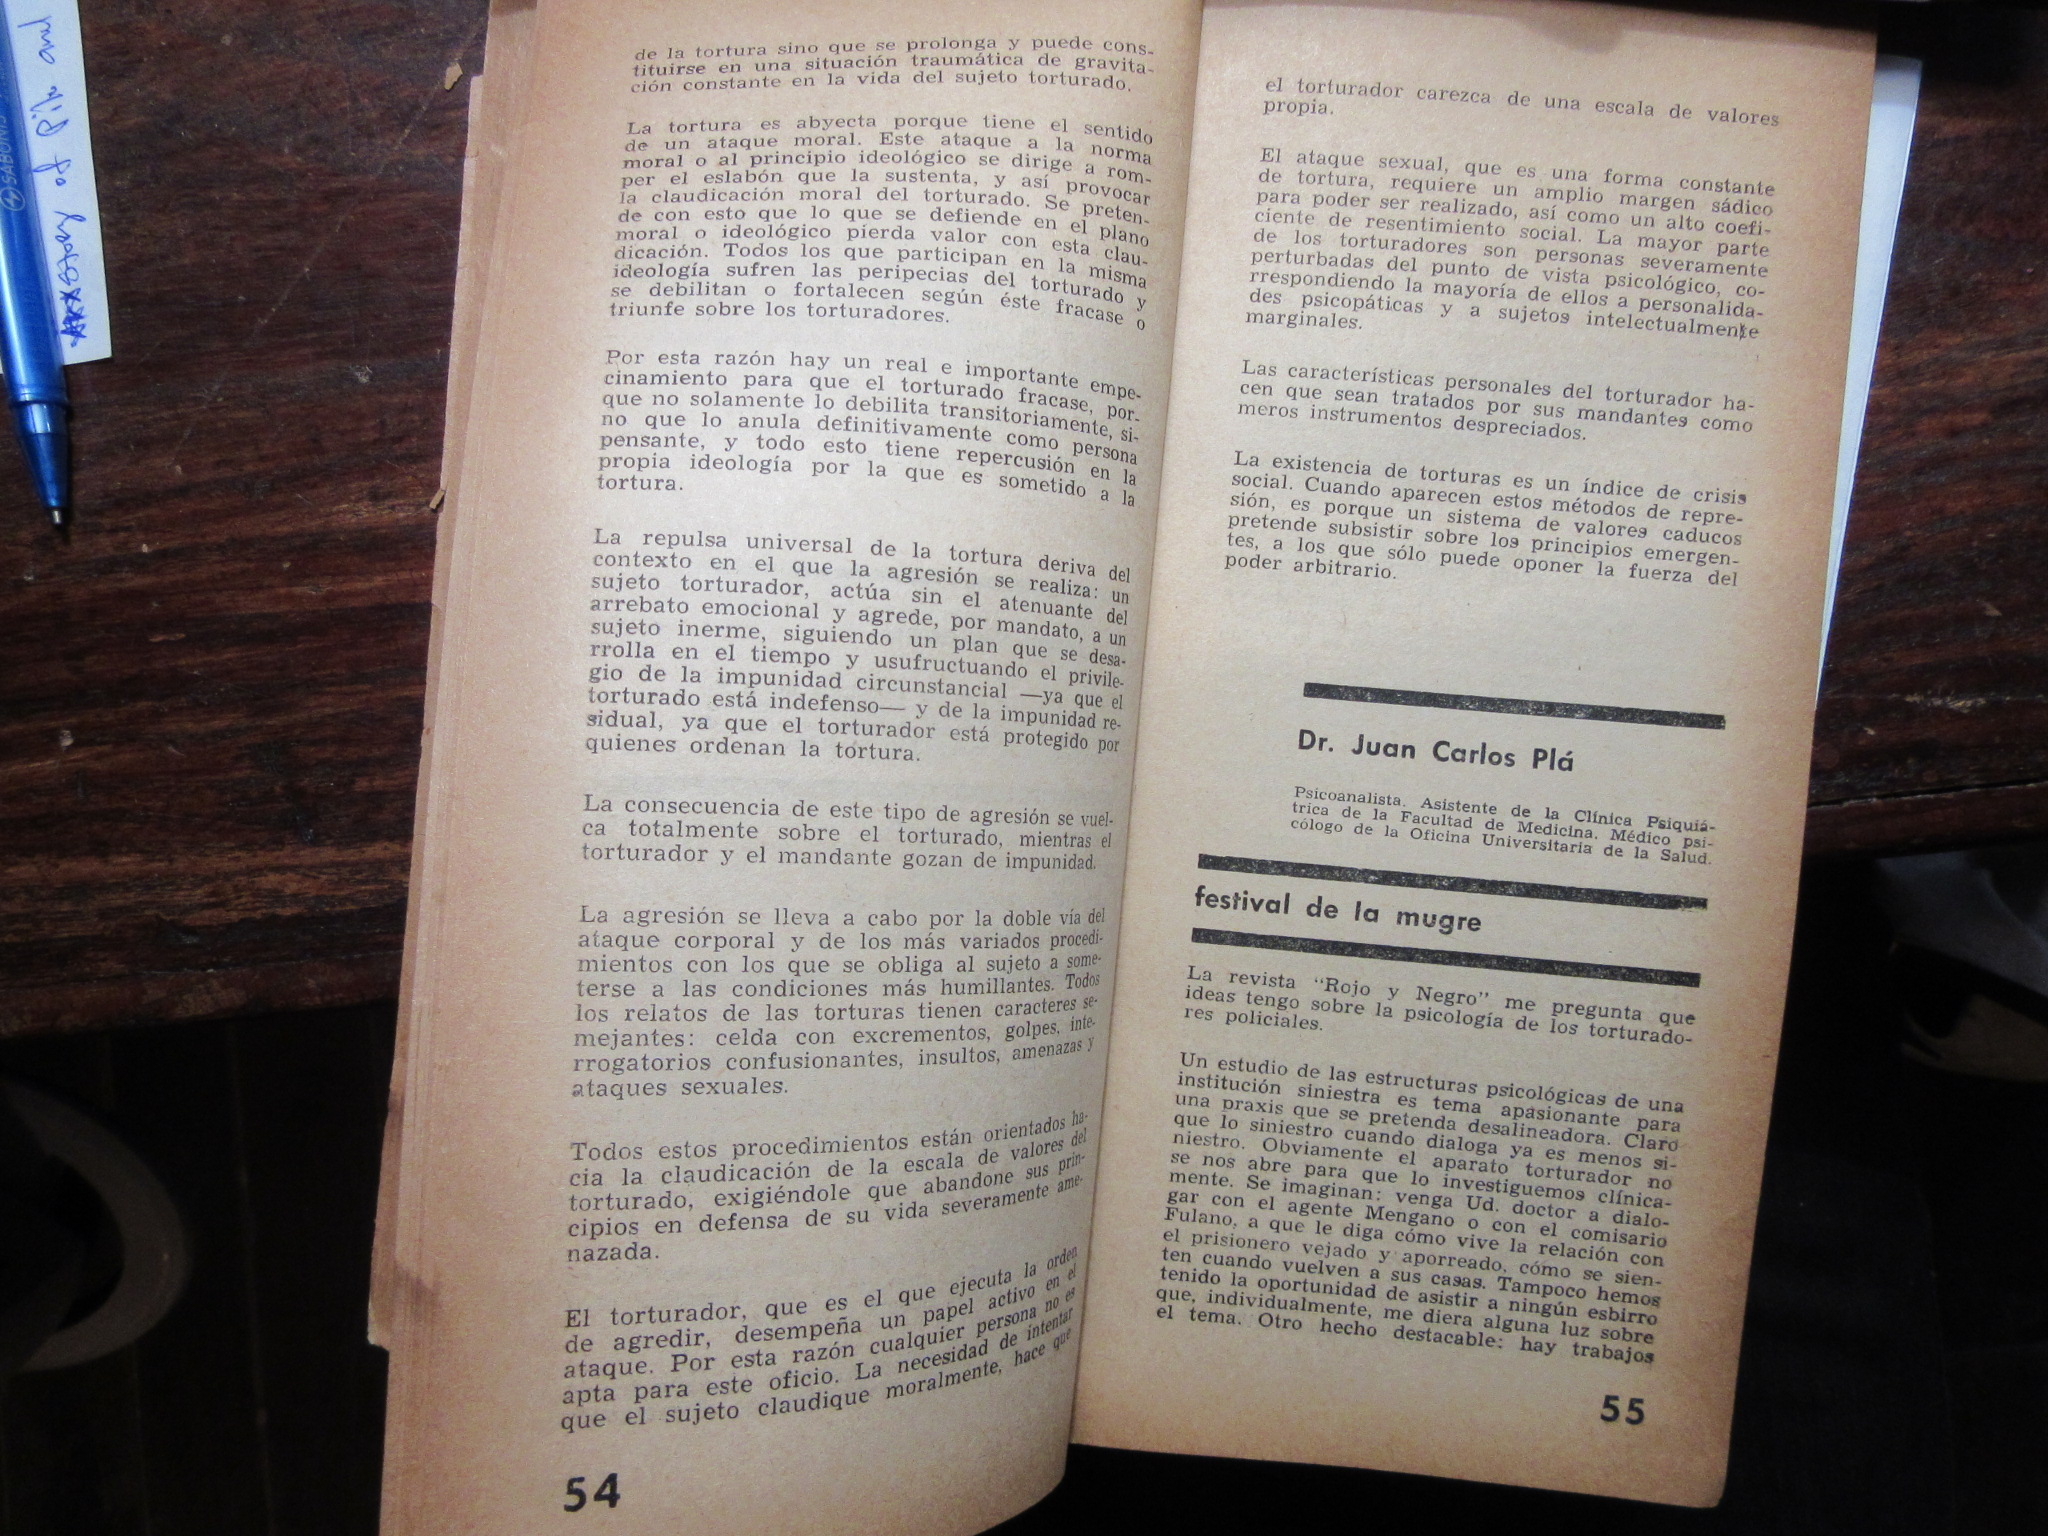 SABONIS
story of Pits and
de la tortura sino que se prolonga y puede cons-
tituirse en una situación traumática de gravita-
ción constante en la vida del sujeto torturado.
La tortura es abyecta porque tiene el sentido
de un ataque moral. Este ataque a la norma
moral o al principio ideológico se dirige a rom-
per el eslabón que la sustenta, y así provocar
la claudicación moral del torturado. Se preten-
de con esto que lo que se defiende en el plano
moral o ideológico pierda valor con esta clau-
dicación. Todos los que participan en la misma
ideología sufren las peripecias del torturado y
se debilitan o fortalecen según éste fracase o
triunfe sobre los torturadores.
Por esta razón hay un real e importante empe-
cinamiento para que el torturado fracase, por-
que no solamente lo debilita transitoriamente, si-
no que lo anula definitivamente como persona
pensante, y todo esto tiene repercusión en la
propia ideología por la que es sometido a la
tortura.
La repulsa universal de la tortura deriva del
contexto en el que la agresión se realiza: un
sujeto torturador, actúa sin el atenuante del
arrebato emocional y agrede, por mandato, a un
sujeto inerme, siguiendo un plan que se desa-
rrolla en el tiempo y usufructuando el privile-
gio de la impunidad circunstancial —ya que el
torturado está indefenso— y de la impunidad re-
sidual, ya que el torturador está protegido por
quienes ordenan la tortura.
La consecuencia de este tipo de agresión se vuel-
ca totalmente sobre el torturado, mientras el
torturador y el mandante gozan de impunidad.
La agresión se lleva a cabo por la doble vía del
ataque corporal y de los más variados procedi-
mientos con los que se obliga al sujeto a some-
terse a las condiciones más humillantes. Todos
los relatos de las torturas tienen caracteres se-
mejantes: celda con excrementos, golpes, inte-
rrogatorios confusionantes, insultos, amenazas y
ataques sexuales.
Todos estos procedimientos están orientados ha-
cia la claudicación de la escala de valores del
torturado, exigiéndole que abandone sus prin-
cipios en defensa de su vida severamente ame-
nazada.
El torturador, que es el que ejecuta la orden
de agredir, desempeña un papel activo en el
ataque. Por esta razón cualquier persona no es
apta para este oficio. La necesidad de intentar
que el sujeto claudique moralmente, hace que
54
el torturador carezca de una escala de valores
propia.
El ataque sexual, que es una forma constante
de tortura, requiere un amplio margen sádico
para poder ser realizado, así como un alto coefi-
ciente de resentimiento social. La mayor parte
de los torturadores son personas severamente
perturbadas del punto de vista psicológico, co-
rrespondiendo la mayoría de ellos a personalida-
des psicopáticas y a sujetos intelectualmente
marginales.
Las características personales del torturador ha-
cen que sean tratados por sus mandantes como
meros instrumentos despreciados.
La existencia de torturas es un índice de crisis
social. Cuando aparecen estos métodos de repre-
sión, es porque un sistema de valores caducos
pretende subsistir sobre los principios emergen-
tes, a los que sólo puede oponer la fuerza del
poder arbitrario.
Dr. Juan Carlos Plá
Psicoanalista. Asistente de la Clínica Psiquiá-
trica de la Facultad de Medicina. Médico psi-
cólogo de la Oficina Universitaria de la Salud.
festival de la mugre
La revista "Rojo y Negro" me pregunta que
ideas tengo sobre la psicología de los torturado-
res policiales.
Un estudio de las estructuras psicológicas de una
institución siniestra es tema apasionante para
una praxis que se pretenda desalineadora. Claro
que lo siniestro cuando dialoga ya es menos si-
niestro. Obviamente el aparato torturador no
se nos abre para que lo investiguemos clínica-
mente. Se imaginan: venga Ud. doctor a dialo-
gar con el agente Mengano o con el comisario
Fulano, a que le diga cómo vive la relación con
el prisionero vejado y aporreado, cómo se sien-
ten cuando vuelven a sus casas. Tampoco hemos
tenido la oportunidad de asistir a ningún esbirro
que, individualmente, me diera alguna luz sobre
el tema. Otro hecho destacable: hay trabajos
55